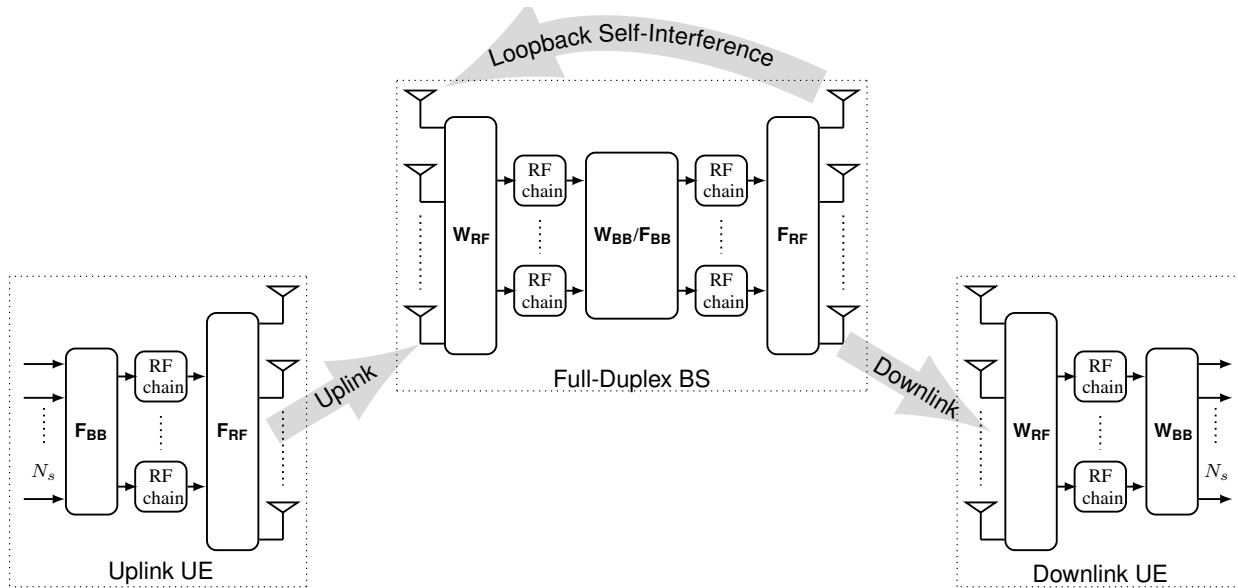 Loopback Self-Interference
W_RF
RF
chain
RF
chain
W_BB/F_BB
RF
chain
RF
chain
F_RF
Full-Duplex BS
Uplink
Downlink
N_s
F_BB
RF
chain
RF
chain
F_RF
Uplink UE
W_RF
RF
chain
RF
chain
W_BB
N_s
Downlink UE